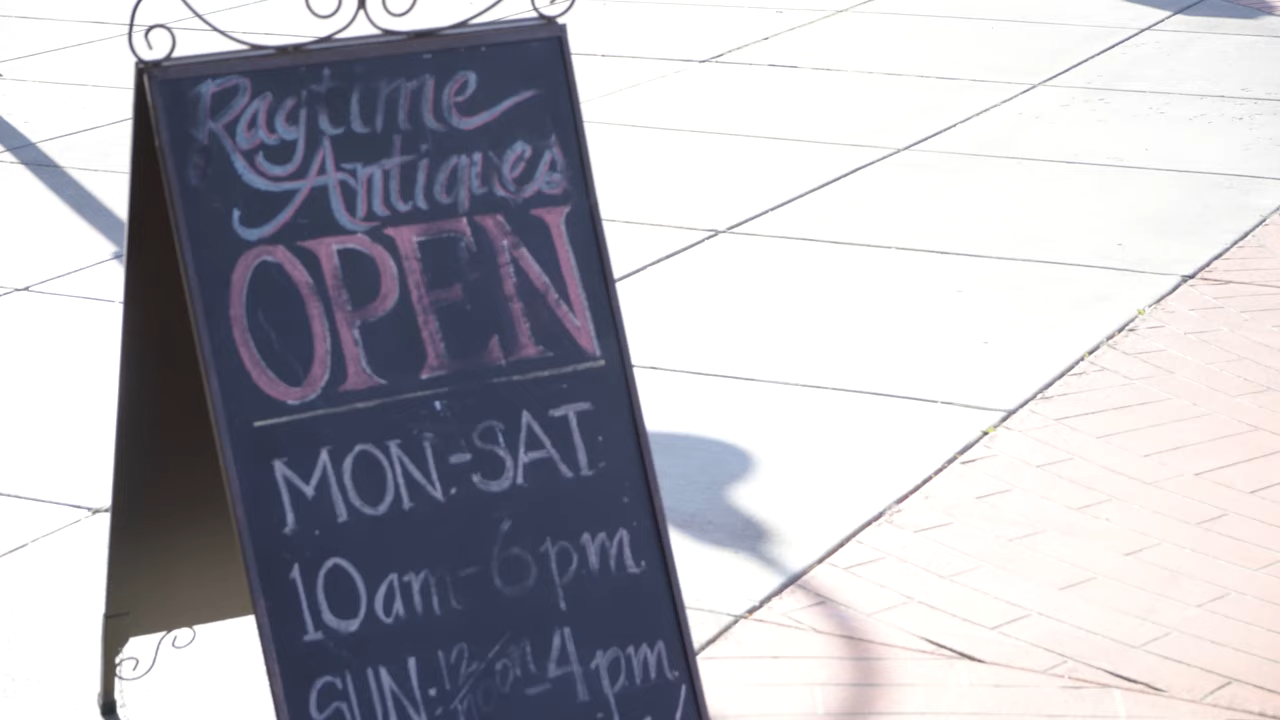 Ragtime
Antiques
OPEN
MON-SAT
10am-6pm
SUN: 12 noon-4pm